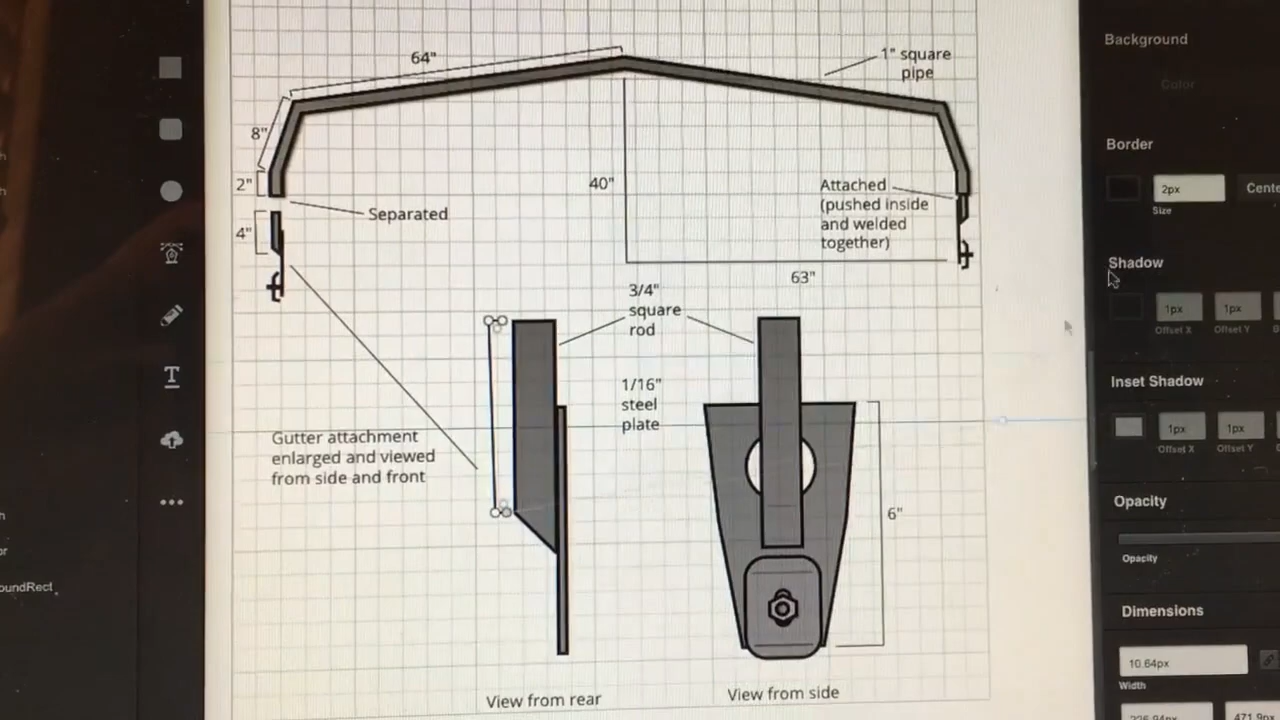 64"
1" square
pipe
8"
2"
4"
Separated
40"
Attached
(pushed inside
and welded
together)
63"
3/4"
square
rod
1/16"
steel
plate
Gutter attachment
enlarged and viewed
from side and front
6"
View from rear
View from side
T
Background
Color
Border
2px
Size
Shadow
1px
1px
Offset X
Offset Y
Inset Shadow
1px
1px
Offset X
Offset Y
Opacity
Opacity
Dimensions
10.64px
Width
471.9px